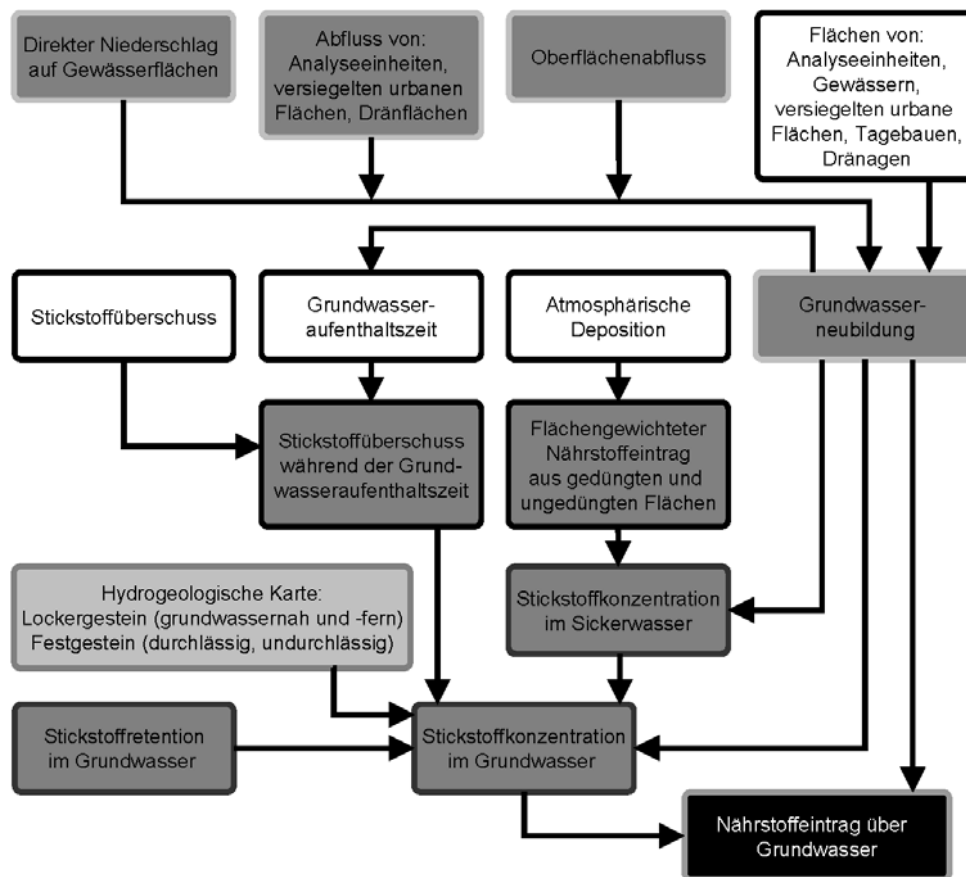 Direkter Niederschlag
auf Gewässerflächen
Abfluss von:
Analyseeinheiten,
versiegelten urbanen
Flächen, Dränflächen
Oberflächenabfluss
Flächen von:
Analyseeinheiten,
Gewässern,
versiegelten urbane
Flächen, Tagebauen,
Dränagen
Stickstoffüberschuss
Grundwasser-
aufenthaltszeit
Atmosphärische
Deposition
Grundwasser-
neubildung
Stickstoffüberschuss
während der Grund-
wasseraufenthaltszeit
Flächengewichteter
Nährstoffeintrag
aus gedüngten und
ungedüngten Flächen
Hydrogeologische Karte:
Lockergestein (grundwassernah und -fern)
Festgestein (durchlässig, undurchlässig)
Stickstoffkonzentration
im Sickerwasser
Stickstoffretention
im Grundwasser
Stickstoffkonzentration
im Grundwasser
Nährstoffeintrag über
Grundwasser